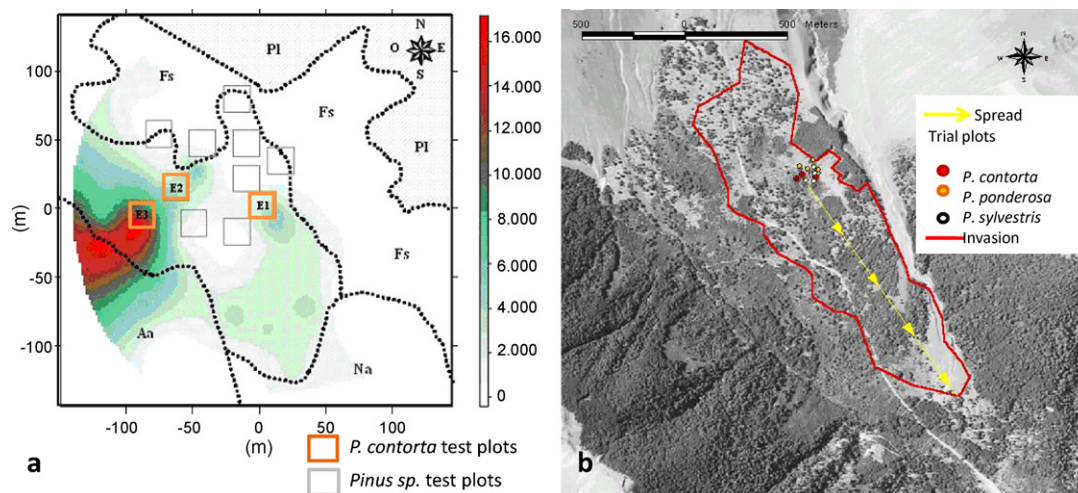 N
O E
S
Pl
Fs
Fs
Pl
E2
E1
E3
Fs
Aa
Na
100
50
0
-50
-100
(m)
-100 -50 0 50 100
(m)
16.000
14.000
12.000
10.000
8.000
6.000
4.000
2.000
0
a
P. contorta test plots
Pinus sp. test plots
500 0 500 Meters
N
W E
S
Spread
Trial plots
P. contorta
P. ponderosa
P. sylvestris
Invasion
b